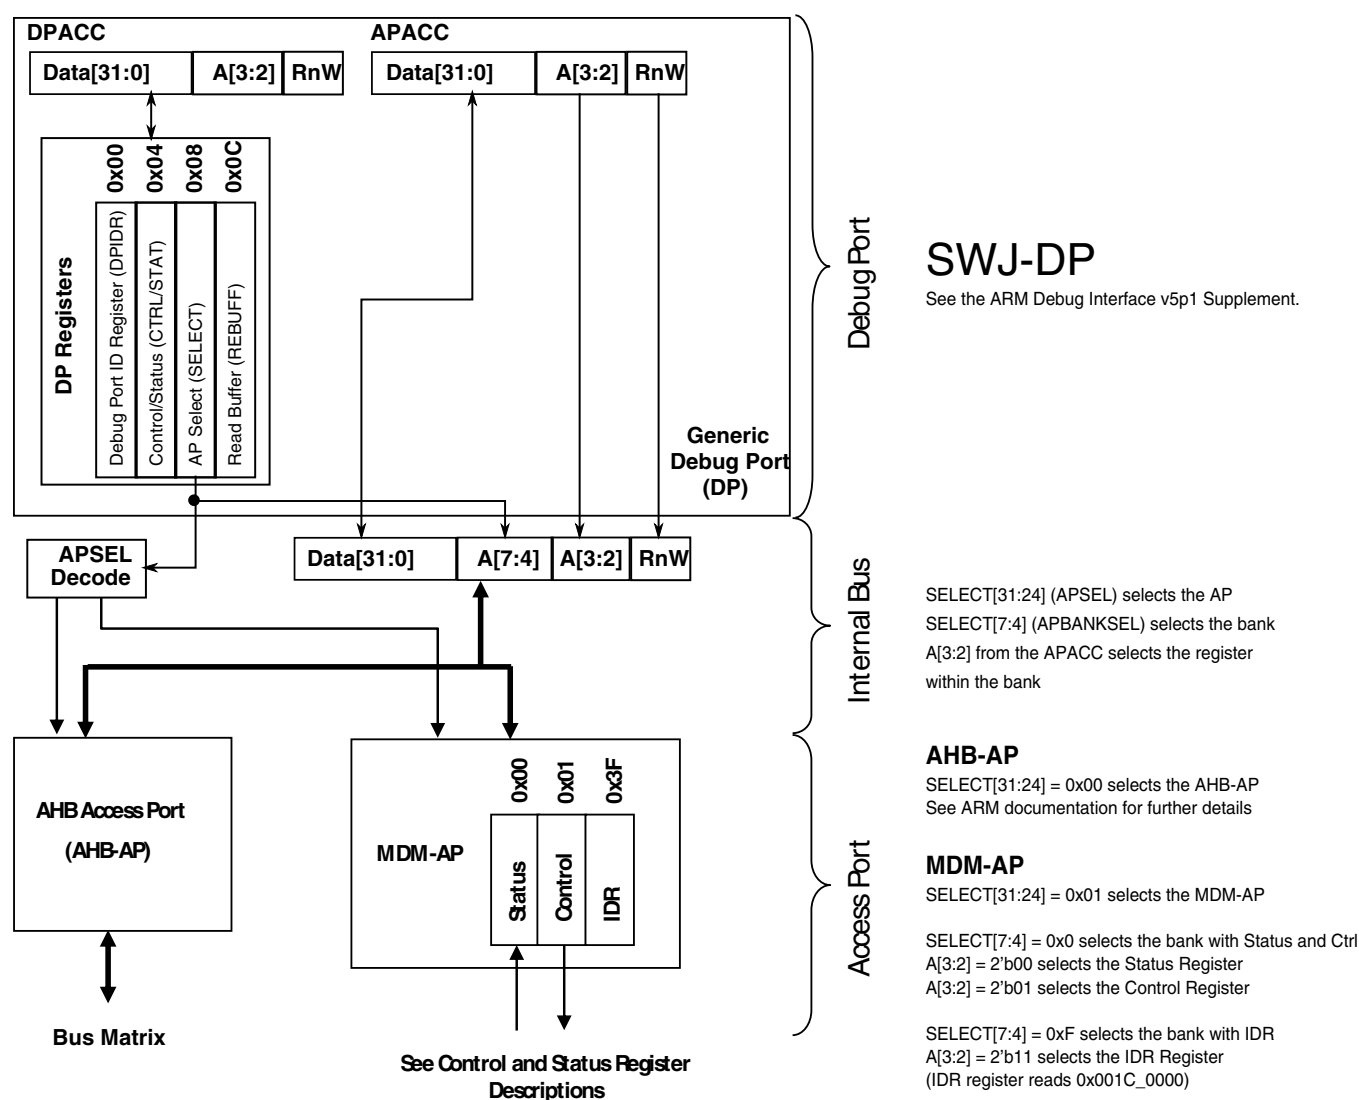 DPACC
Data[31:0] A[3:2] RnW
APACC
Data[31:0] A[3:2] RnW
0x00
0x04
0x08
0x0C
DP Registers
Debug Port ID Register (DPIDR)
Control/Status (CTRL/STAT)
AP Select (SELECT)
Read Buffer (REBUFF)
Generic
Debug Port
(DP)
Debug Port
SWJ-DP
See the ARM Debug Interface v5p1 Supplement.
APSEL
Decode
Data[31:0] A[7:4] A[3:2] RnW
Internal Bus
SELECT[31:24] (APSEL) selects the AP
SELECT[7:4] (APBANKSEL) selects the bank
A[3:2] from the APACC selects the register
within the bank
AHB Access Port
(AHB-AP)
Bus Matrix
MDM-AP
0x00
0x01
0x3F
Status
Control
IDR
See Control and Status Register
Descriptions
Access Port
AHB-AP
SELECT[31:24] = 0x00 selects the AHB-AP
See ARM documentation for further details
MDM-AP
SELECT[31:24] = 0x01 selects the MDM-AP
SELECT[7:4] = 0x0 selects the bank with Status and Ctrl
A[3:2] = 2'b00 selects the Status Register
A[3:2] = 2'b01 selects the Control Register
SELECT[7:4] = 0xF selects the bank with IDR
A[3:2] = 2'b11 selects the IDR Register
(IDR register reads 0x001C_0000)